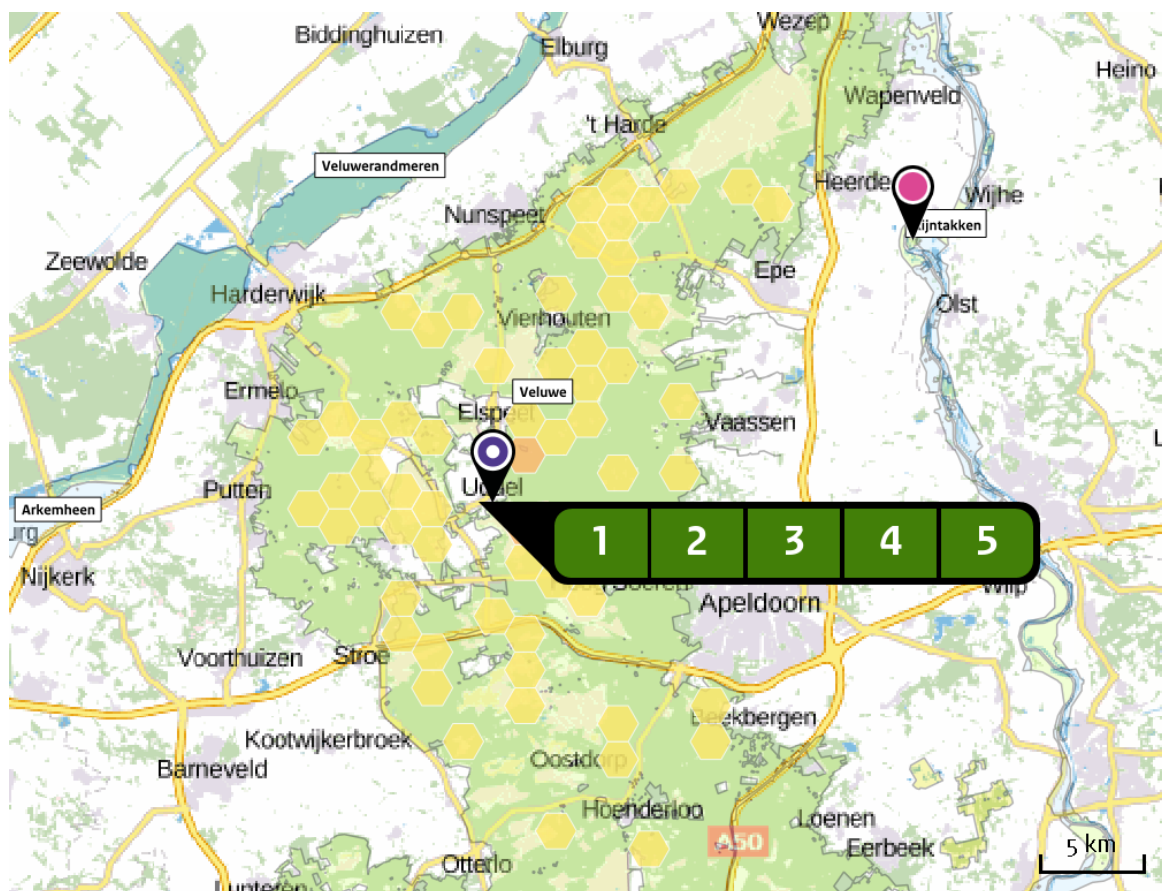 Wezep
Biddinghuizen
Elburg
Heino
Wapenveld
't Harde
Veluwerandmeren
Heerde
Wijhe
Nunspeet
Zeewolde
Epe
Harderwijk
Olst
Vierhouten
Ermelo
Veluwe
Elspeet
Vaassen
Putten
Arkemheen
1 2 3 4 5
Nijkerk
Apeldoorn
Voorthuizen
Stroe
Beekbergen
Kootwijkerbroek
Oostdorp
Barneveld
Hoenderloo
Loenen
A50
Eerbeek
5 km
Otterlo